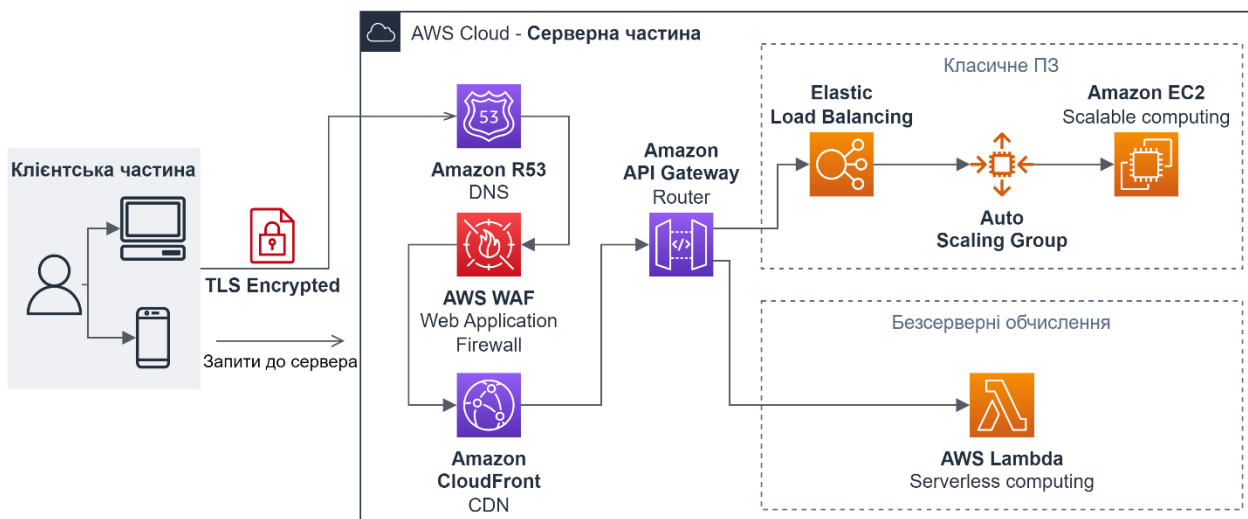 AWS Cloud - Серверна частина
Клієнтська частина
TLS Encrypted
Запити до сервера
53
Amazon R53
DNS
AWS WAF
Web Application
Firewall
Amazon
CloudFront
CDN
Amazon
API Gateway
Router
</>
Класичне ПЗ
Elastic
Load Balancing
Auto
Scaling Group
Amazon EC2
Scalable computing
Безсерверні обчислення
AWS Lambda
Serverless computing